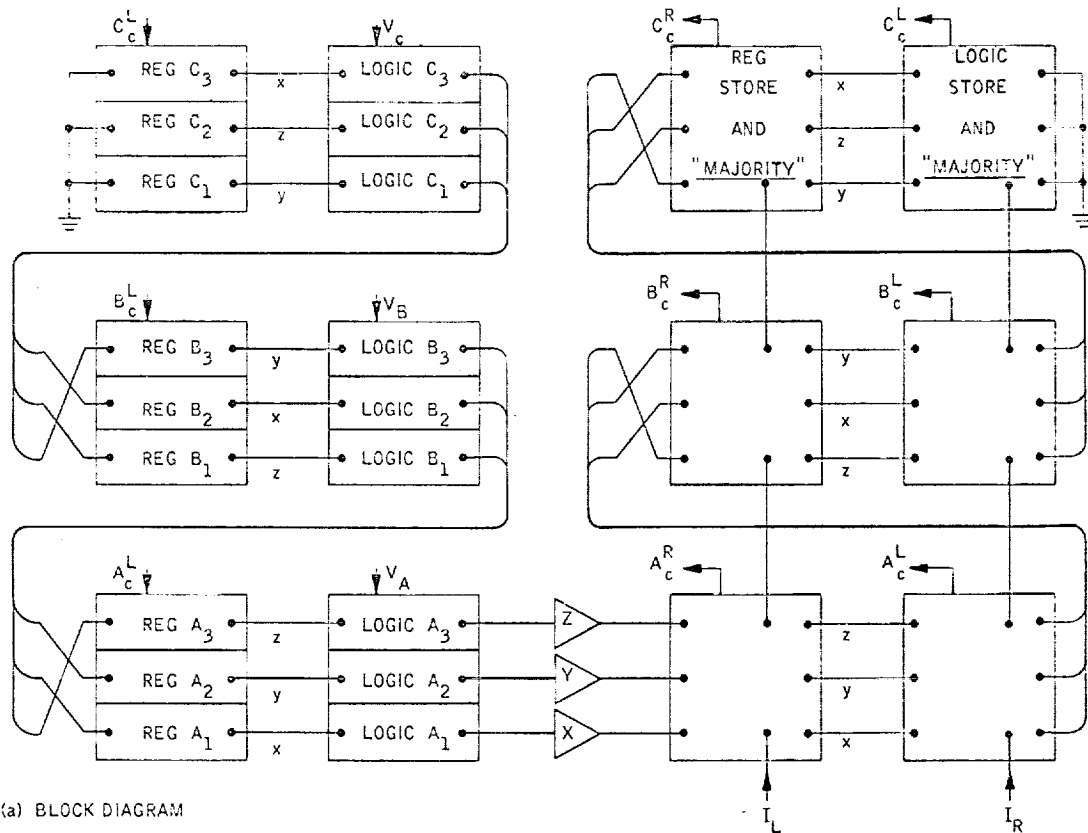 C_c^L V_c C_c^R C_c^L
REG C_3 x LOGIC C_3
REG C_2 z LOGIC C_2
REG C_1 y LOGIC C_1
REG
STORE
AND
"MAJORITY"
x
z
y
LOGIC
STORE
AND
"MAJORITY"
B_c^L V_B B_c^R B_c^L
REG B_3 y LOGIC B_3 y
REG B_2 x LOGIC B_2 x
REG B_1 z LOGIC B_1 z
A_c^L V_A A_c^R A_c^L
REG A_3 z LOGIC A_3 Z z
REG A_2 y LOGIC A_2 Y y
REG A_1 x LOGIC A_1 X x
I_L I_R
(a) BLOCK DIAGRAM